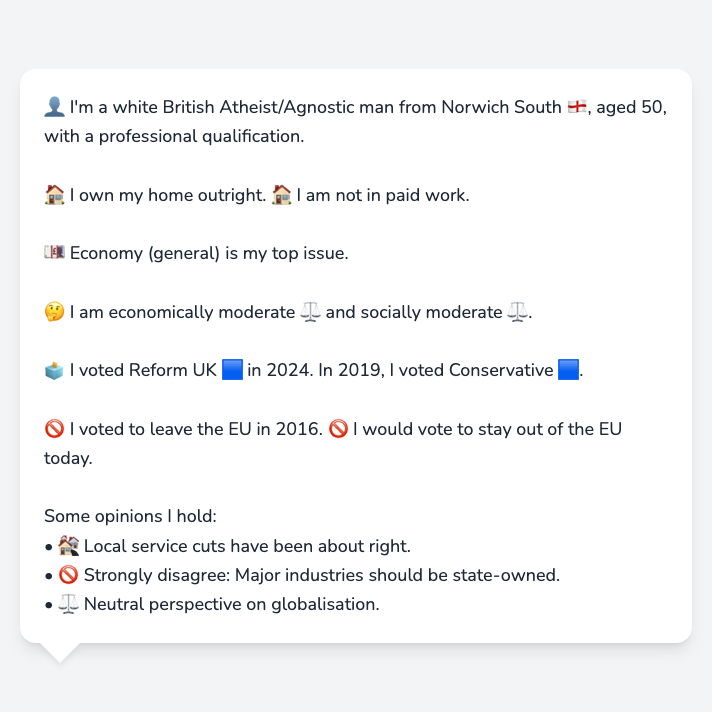 👤 I'm a white British Atheist/Agnostic man from Norwich South 🏴󠁧󠁢󠁥󠁮󠁧󠁿, aged 50,
with a professional qualification.
🏠 I own my home outright. 🏠 I am not in paid work.
💷 Economy (general) is my top issue.
🤔 I am economically moderate ⚖️ and socially moderate ⚖️.
🗳️ I voted Reform UK 🟦 in 2024. In 2019, I voted Conservative 🟦.
🚫 I voted to leave the EU in 2016. 🚫 I would vote to stay out of the EU
today.
Some opinions I hold:
• 🏚️ Local service cuts have been about right.
• 🚫 Strongly disagree: Major industries should be state-owned.
• ⚖️ Neutral perspective on globalisation.